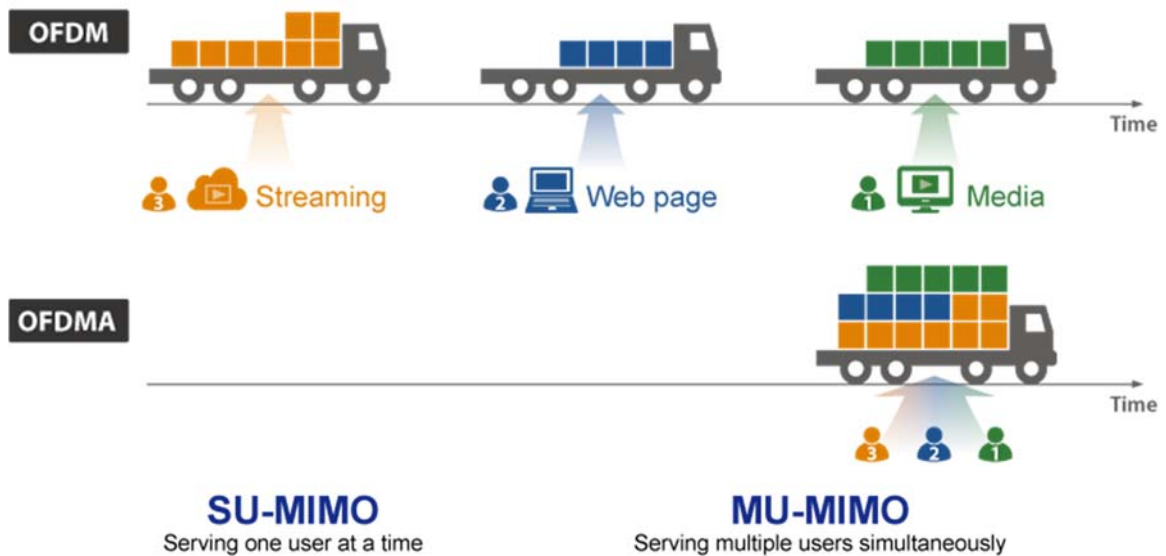 OFDM
Time
3 Streaming
2 Web page
1 Media
OFDMA
Time
3 2 1
SU-MIMO MU-MIMO
Serving one user at a time Serving multiple users simultaneously